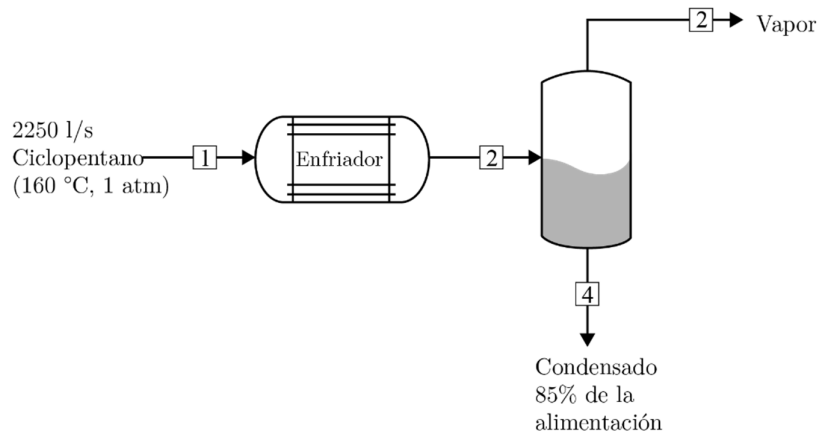 2
Vapor
2250 l/s
Ciclopentano
(160 °C, 1 atm)
1
Enfriador
2
4
Condensado
85% de la
alimentación